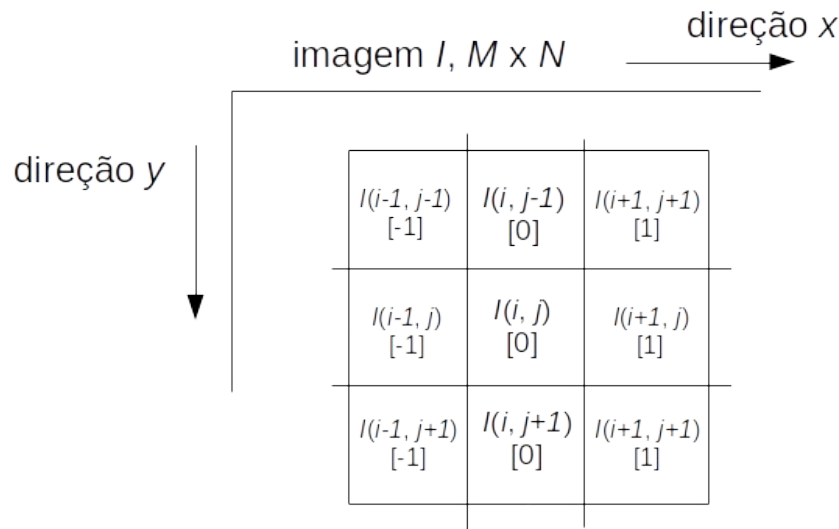 direção x
imagem I, M x N
direção y
I(i-1, j-1) I(i, j-1) I(i+1, j+1)
[-1] [0] [1]
I(i-1, j) I(i, j) I(i+1, j)
[-1] [0] [1]
I(i-1, j+1) I(i, j+1) I(i+1, j+1)
[-1] [0] [1]